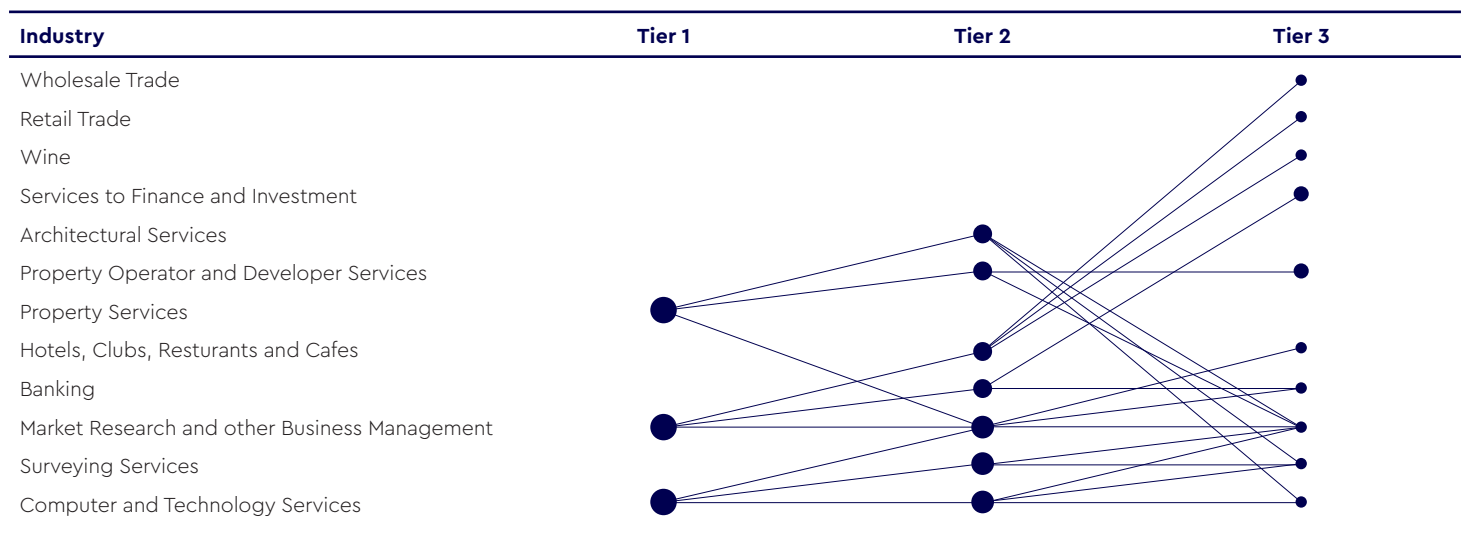 Industry Tier 1 Tier 2 Tier 3
Wholesale Trade
Retail Trade
Wine
Services to Finance and Investment
Architectural Services
Property Operator and Developer Services
Property Services
Hotels, Clubs, Resturants and Cafes
Banking
Market Research and other Business Management
Surveying Services
Computer and Technology Services